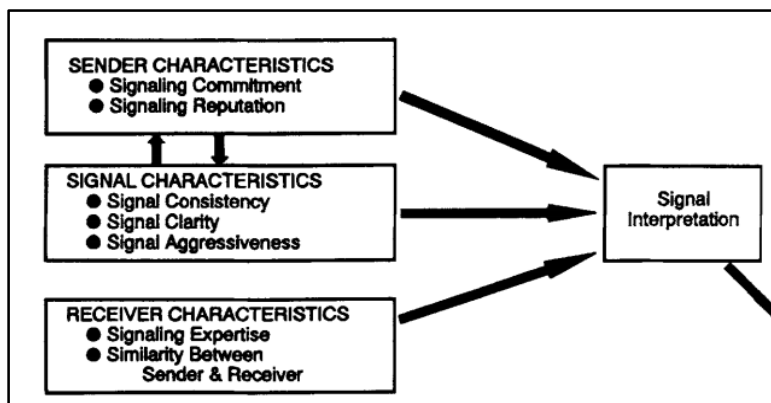 SENDER CHARACTERISTICS
● Signaling Commitment
● Signaling Reputation
SIGNAL CHARACTERISTICS
● Signal Consistency
● Signal Clarity
● Signal Aggressiveness
RECEIVER CHARACTERISTICS
● Signaling Expertise
● Similarity Between
Sender & Receiver
Signal
Interpretation